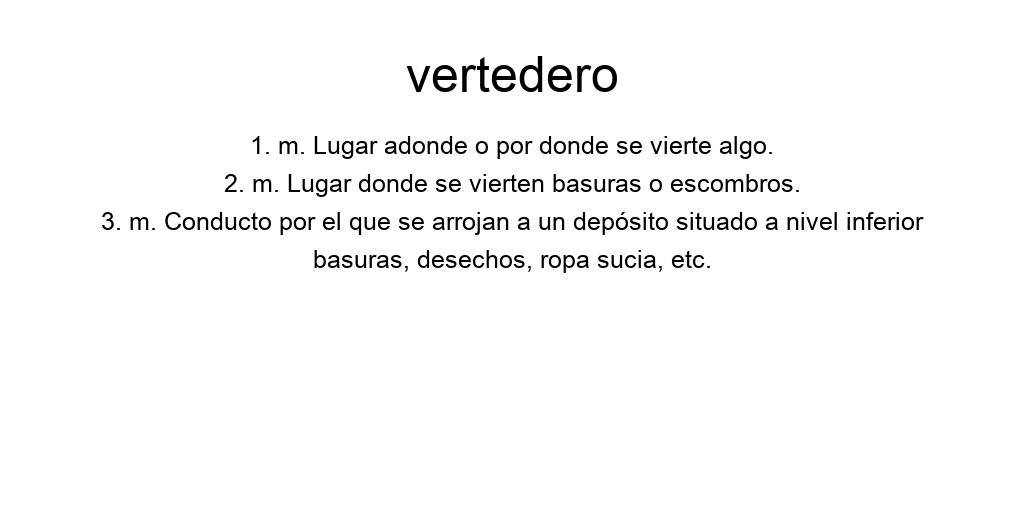 vertedero
1. m. Lugar adonde o por donde se vierte algo.
2. m. Lugar donde se vierten basuras o escombros.
3. m. Conducto por el que se arrojan a un depósito situado a nivel inferior
basuras, desechos, ropa sucia, etc.